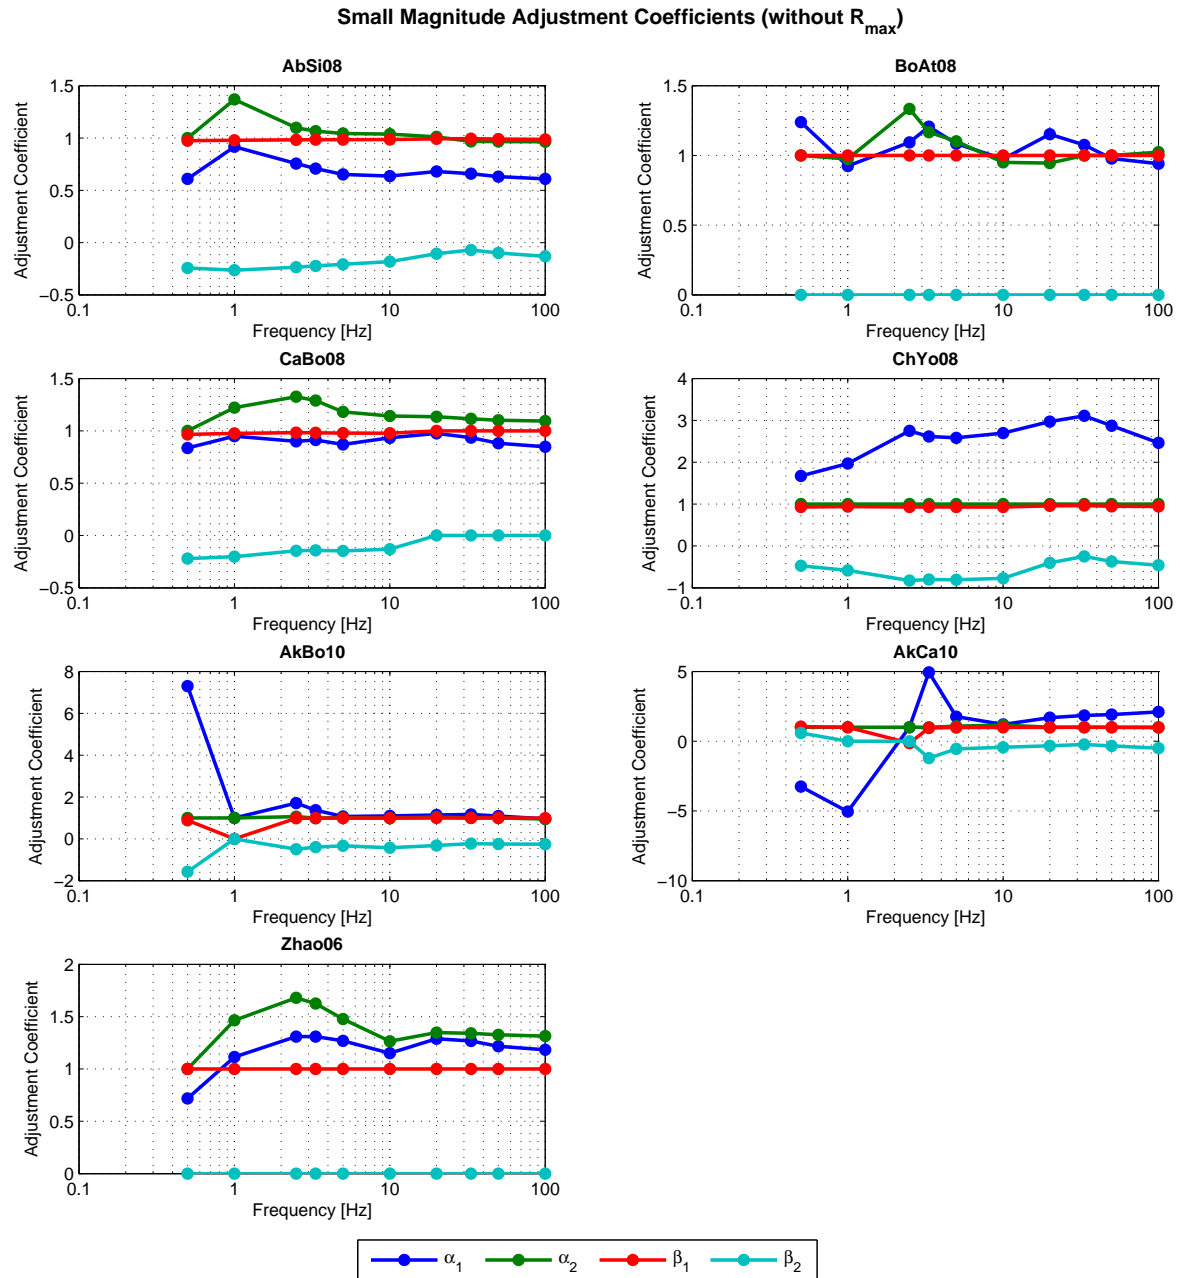 Small Magnitude Adjustment Coefficients (without R_max)
AbSi08
1.5
1
0.5
0
−0.5
0.1 1 10 100
Adjustment Coefficient
Frequency [Hz]
BoAt08
1.5
1
0.5
0
0.1 1 10 100
Adjustment Coefficient
Frequency [Hz]
CaBo08
1.5
1
0.5
0
−0.5
0.1 1 10 100
Adjustment Coefficient
Frequency [Hz]
ChYo08
4
3
2
1
0
−1
0.1 1 10 100
Adjustment Coefficient
Frequency [Hz]
AkBo10
8
6
4
2
0
−2
0.1 1 10 100
Adjustment Coefficient
Frequency [Hz]
AkCa10
5
0
−5
−10
0.1 1 10 100
Adjustment Coefficient
Frequency [Hz]
Zhao06
2
1.5
1
0.5
0
0.1 1 10 100
Adjustment Coefficient
Frequency [Hz]
α_1 α_2 β_1 β_2